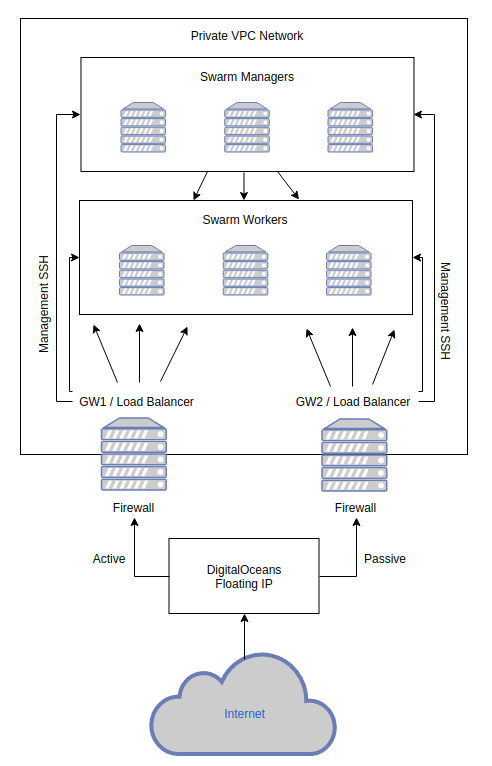 Private VPC Network
Swarm Managers
Swarm Workers
Management SSH
Management SSH
GW1 / Load Balancer
GW2 / Load Balancer
Firewall
Firewall
Active
DigitalOceans
Floating IP
Passive
Internet